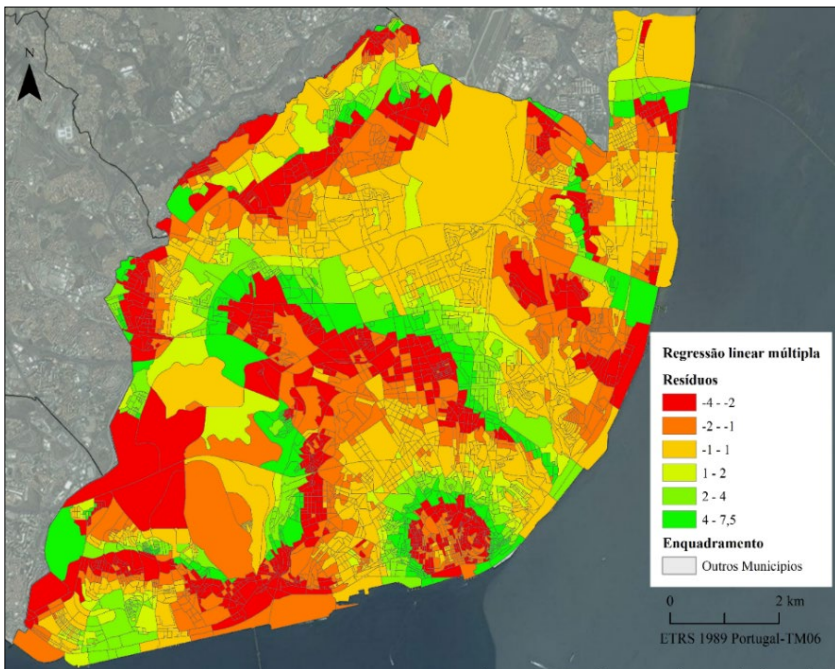 N
Regressão linear múltipla
Resíduos
-4 - -2
-2 - -1
-1 - 1
1 - 2
2 - 4
4 - 7,5
Enquadramento
Outros Municípios
0 2 km
ETRS 1989 Portugal-TM06